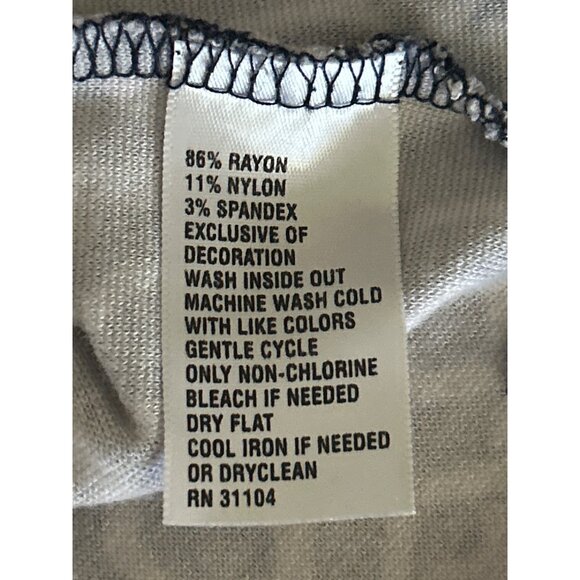 86% RAYON
11% NYLON
3% SPANDEX
EXCLUSIVE OF
DECORATION
WASH INSIDE OUT
MACHINE WASH COLD
WITH LIKE COLORS
GENTLE CYCLE
ONLY NON-CHLORINE
BLEACH IF NEEDED
DRY FLAT
COOL IRON IF NEEDED
OR DRYCLEAN
RN 31104